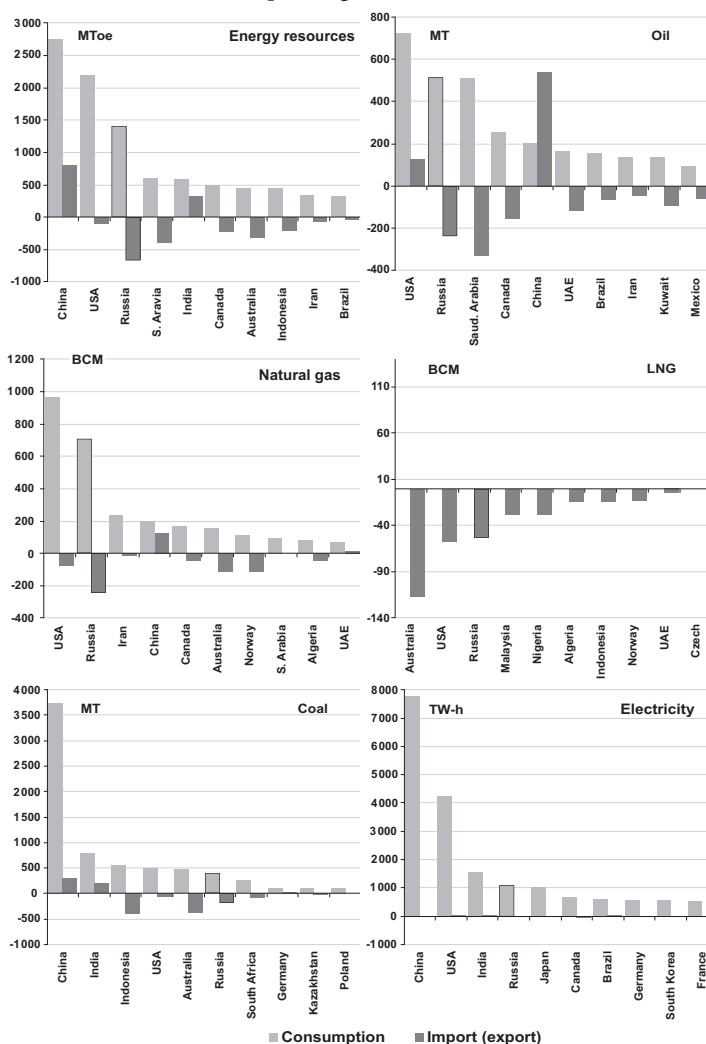 MToe
Energy resources
3 000
2 500
2 000
1 500
1 000
500
0
-500
-1 000
China
USA
Russia
S. Aravia
India
Canada
Australia
Indonesia
Iran
Brazil
MT
Oil
800
600
400
200
0
-200
-400
USA
Russia
Saud. Arabia
Canada
China
UAE
Brazil
Iran
Kuwait
Mexico
BCM
Natural gas
1200
1000
800
600
400
200
0
-200
-400
USA
Russia
Iran
China
Canada
Australia
Norway
S. Arabia
Algeria
UAE
BCM
LNG
110
60
10
-40
-90
-140
Australia
USA
Russia
Malaysia
Nigeria
Algeria
Indonesia
Norway
UAE
Czech
MT
Coal
4000
3500
3000
2500
2000
1500
1000
500
0
-500
-1000
China
India
Indonesia
USA
Australia
Russia
South Africa
Germany
Kazakhstan
Poland
TW-h
Electricity
8000
7000
6000
5000
4000
3000
2000
1000
0
-1000
China
USA
India
Russia
Japan
Canada
Brazil
Germany
South Korea
France
Consumption
Import (export)